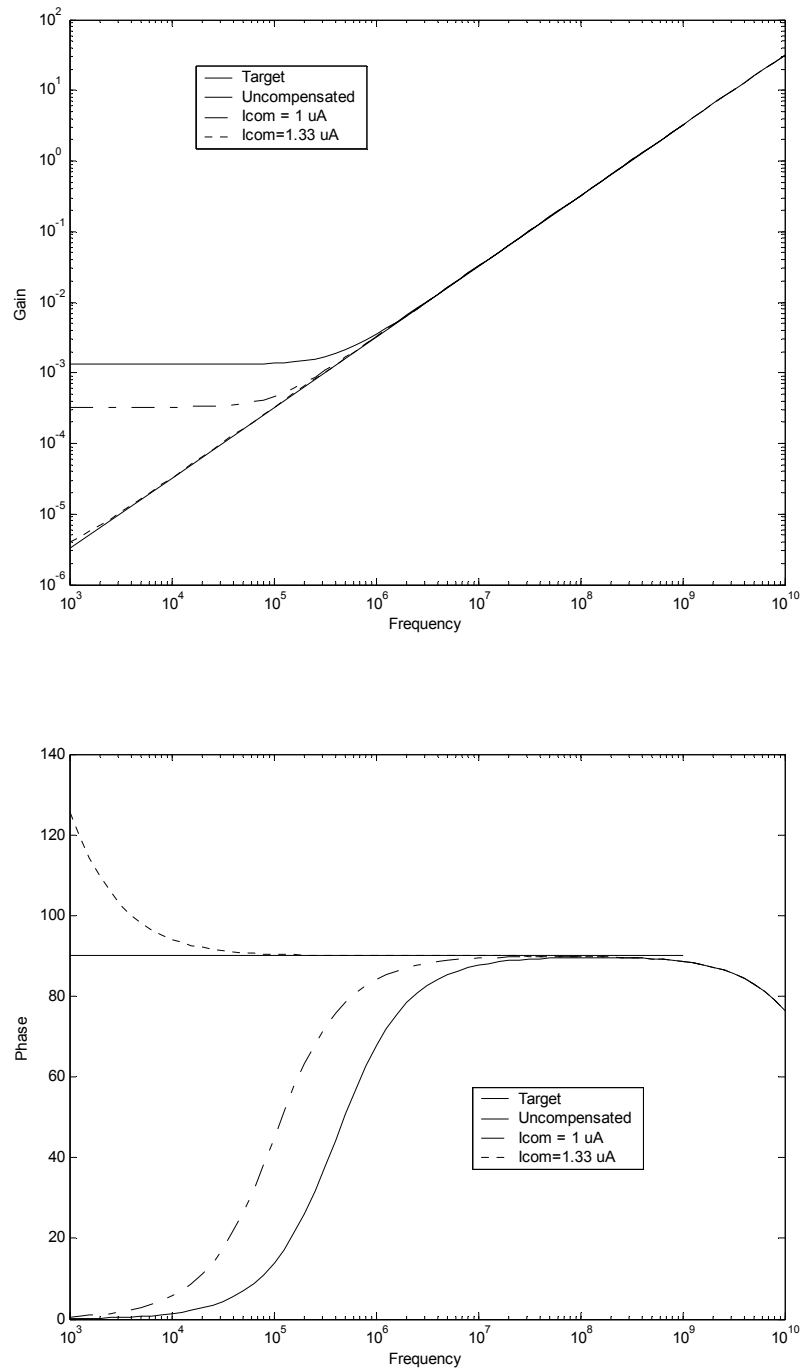 10^2
10^1
10^0
10^-1
10^-2
10^-3
10^-4
10^-5
10^-6
Gain
Target
Uncompensated
Icom = 1 uA
Icom=1.33 uA
10^3 10^4 10^5 10^6 10^7 10^8 10^9 10^10
Frequency
140
120
100
80
60
40
20
0
Phase
Target
Uncompensated
Icom = 1 uA
Icom=1.33 uA
10^3 10^4 10^5 10^6 10^7 10^8 10^9 10^10
Frequency